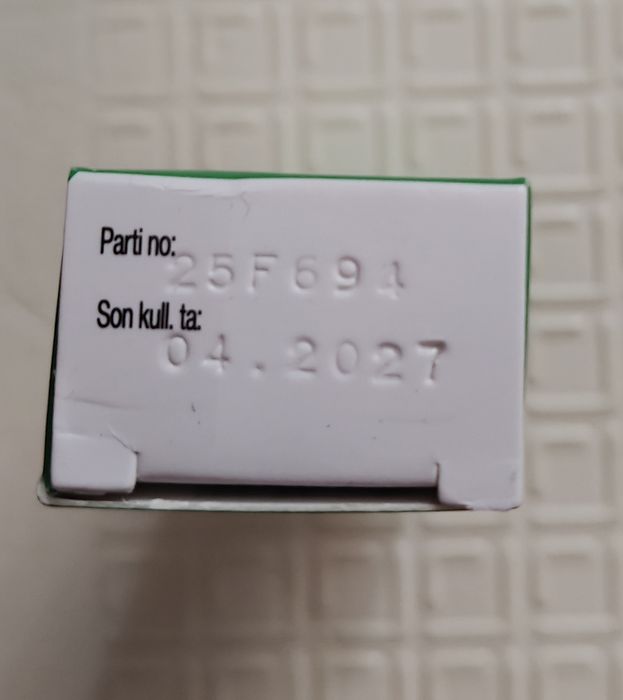 Parti no:
25F691
Son kull. ta:
04.2027